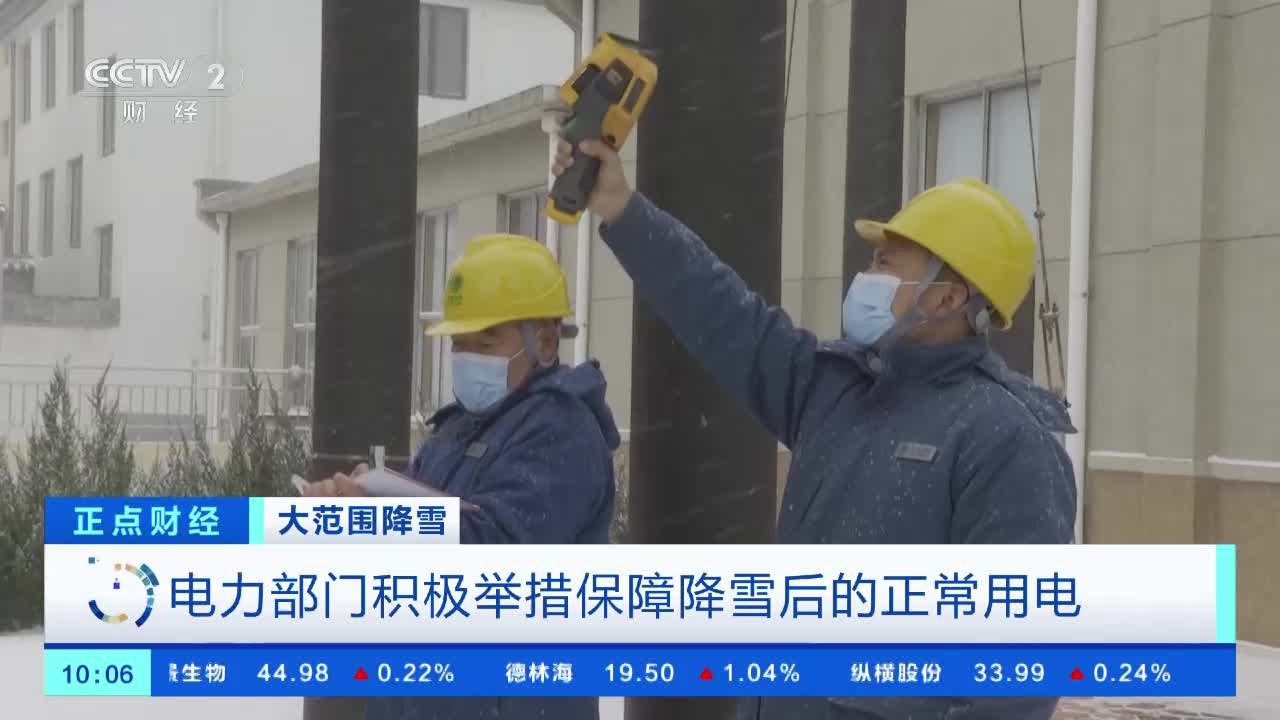 CCTV 2
财经
正点财经
大范围降雪
电力部门积极举措保障降雪后的正常用电
10:06 生物 44.98 ▲ 0.22% 德林海 19.50 ▲ 1.04% 纵横股份 33.99 ▲ 0.24%